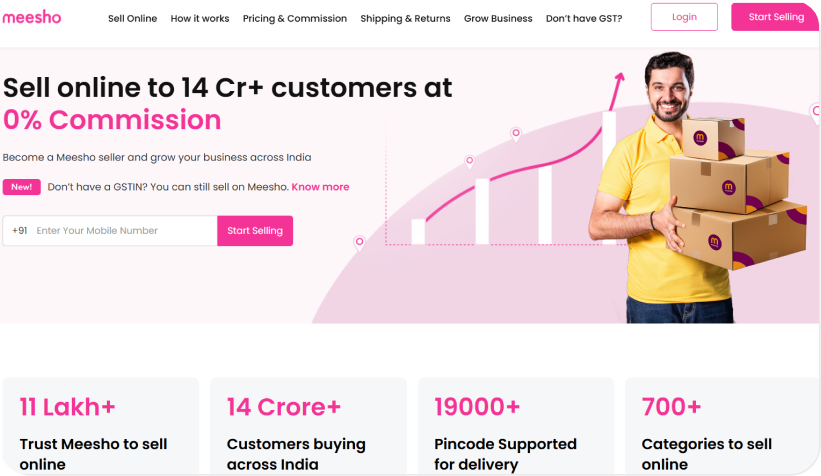 meesho
Sell Online How it works Pricing & Commission Shipping & Returns Grow Business Don't have GST? Login Start Selling
Sell online to 14 Cr+ customers at
0% Commission
Become a Meesho seller and grow your business across India
New! Don't have a GSTIN? You can still sell on Meesho. Know more
+91 Enter Your Mobile Number Start Selling
m
m
m
11 Lakh+
Trust Meesho to sell
online
14 Crore+
Customers buying
across India
19000+
Pincode Supported
for delivery
700+
Categories to sell
online